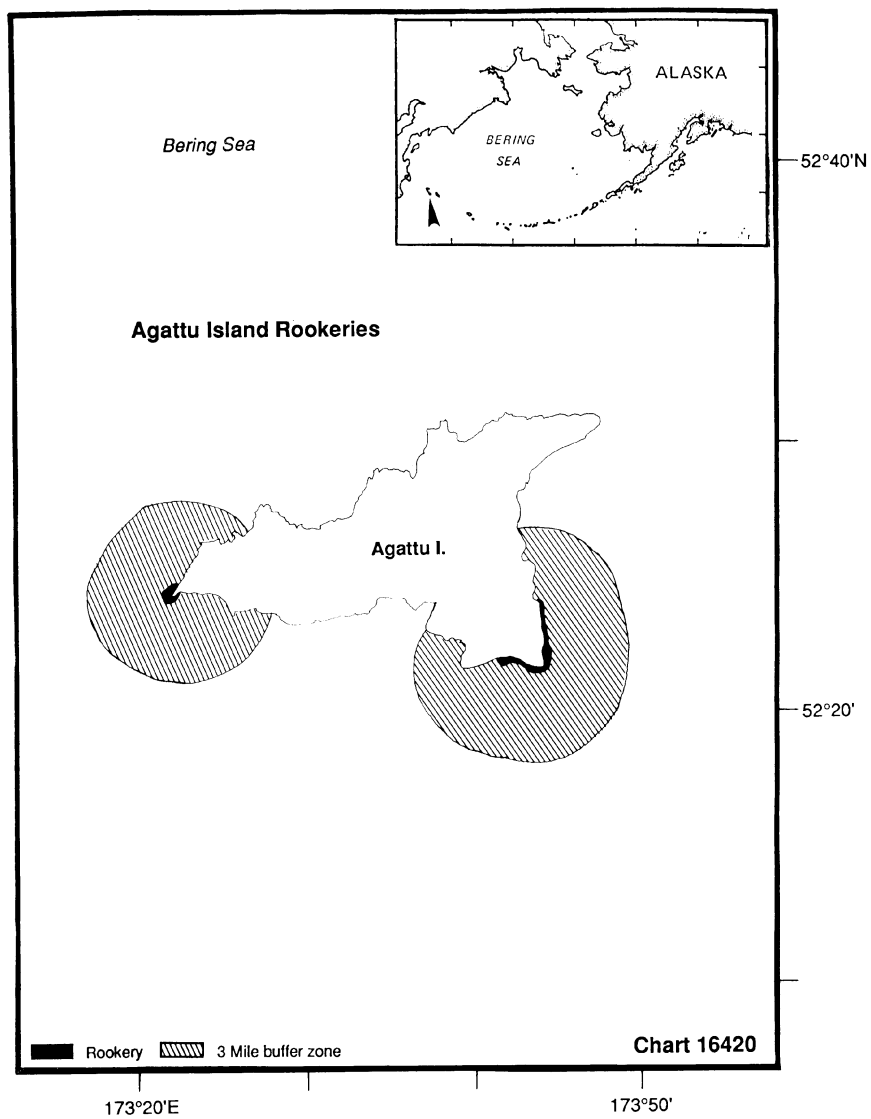 ALASKA
BERING
SEA
Bering Sea
52°40'N
Agattu Island Rookeries
Agattu I.
52°20'
Rookery
3 Mile buffer zone
Chart 16420
173°20'E
173°50'